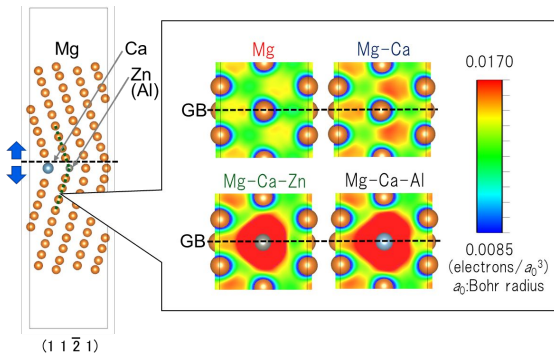 Mg
Ca
Zn
(Al)
(1 1 2̅ 1)
Mg
Mg-Ca
GB
Mg-Ca-Zn
Mg-Ca-Al
GB
0.0170
0.0085
(electrons/a₀³)
a₀:Bohr radius